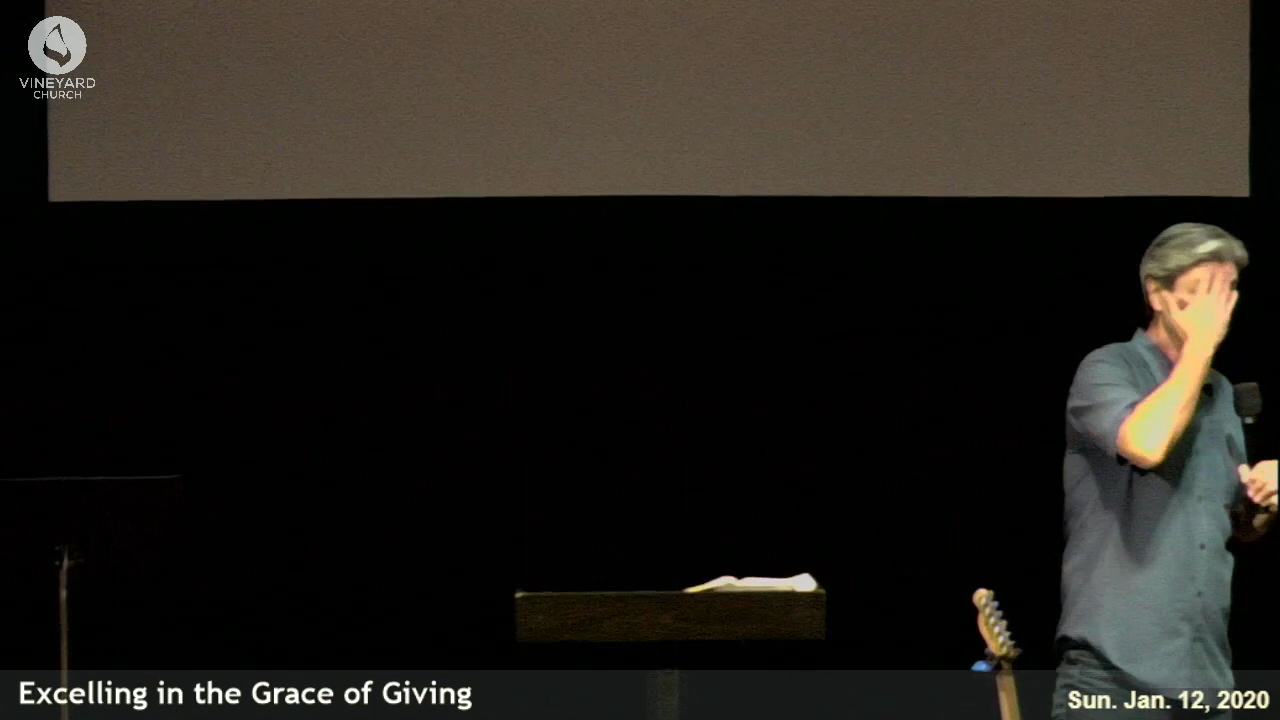 VINEYARD
CHURCH
Excelling in the Grace of Giving
Sun. Jan. 12, 2020